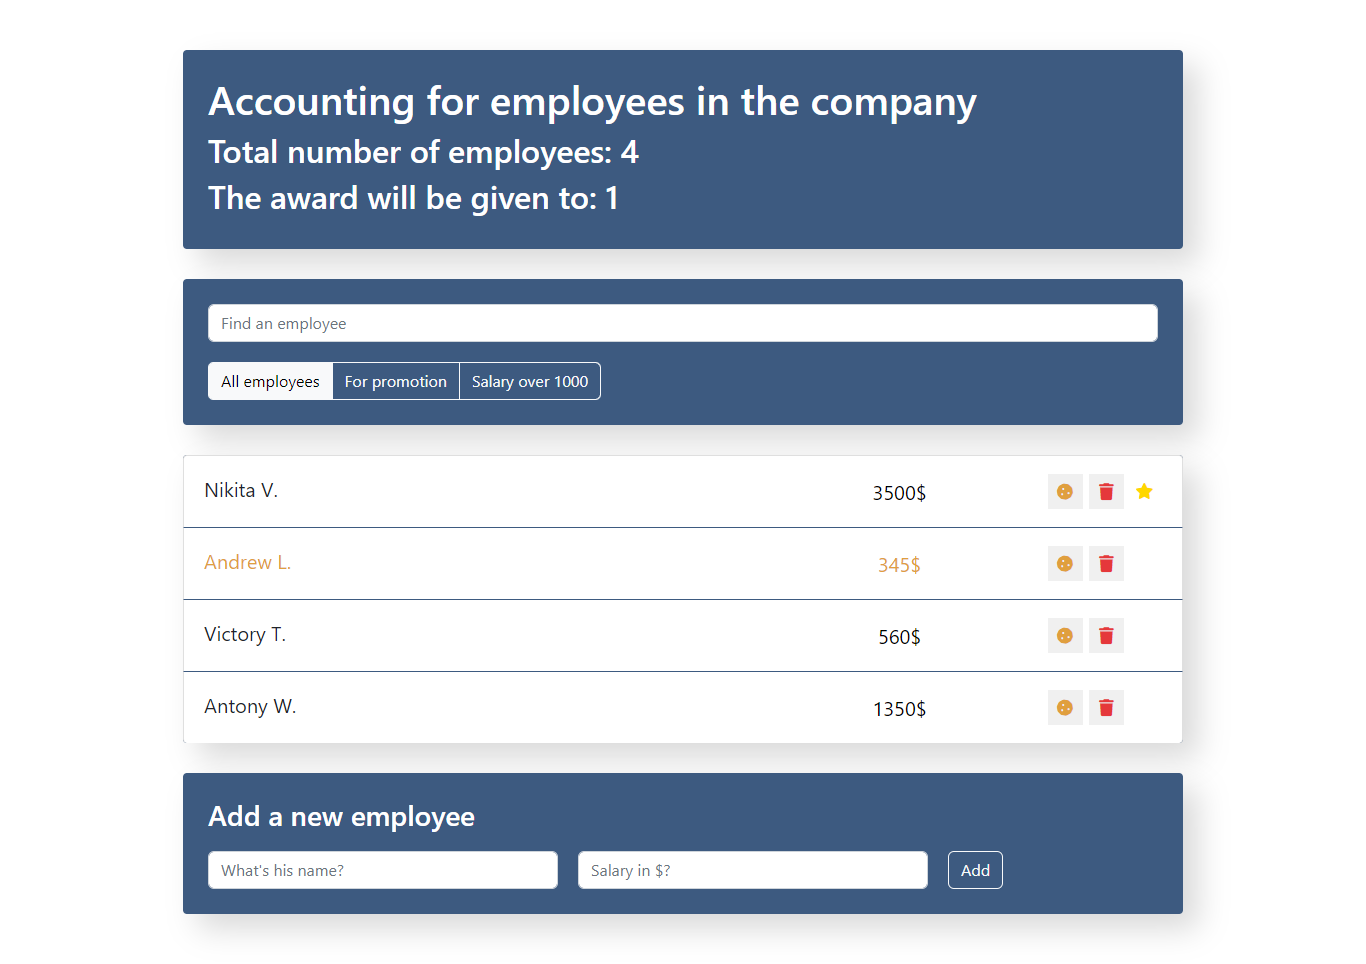 Accounting for employees in the company
Total number of employees: 4
The award will be given to: 1
Find an employee
All employees For promotion Salary over 1000
Nikita V. 3500$
Andrew L. 345$
Victory T. 560$
Antony W. 1350$
Add a new employee
What's his name? Salary in $? Add